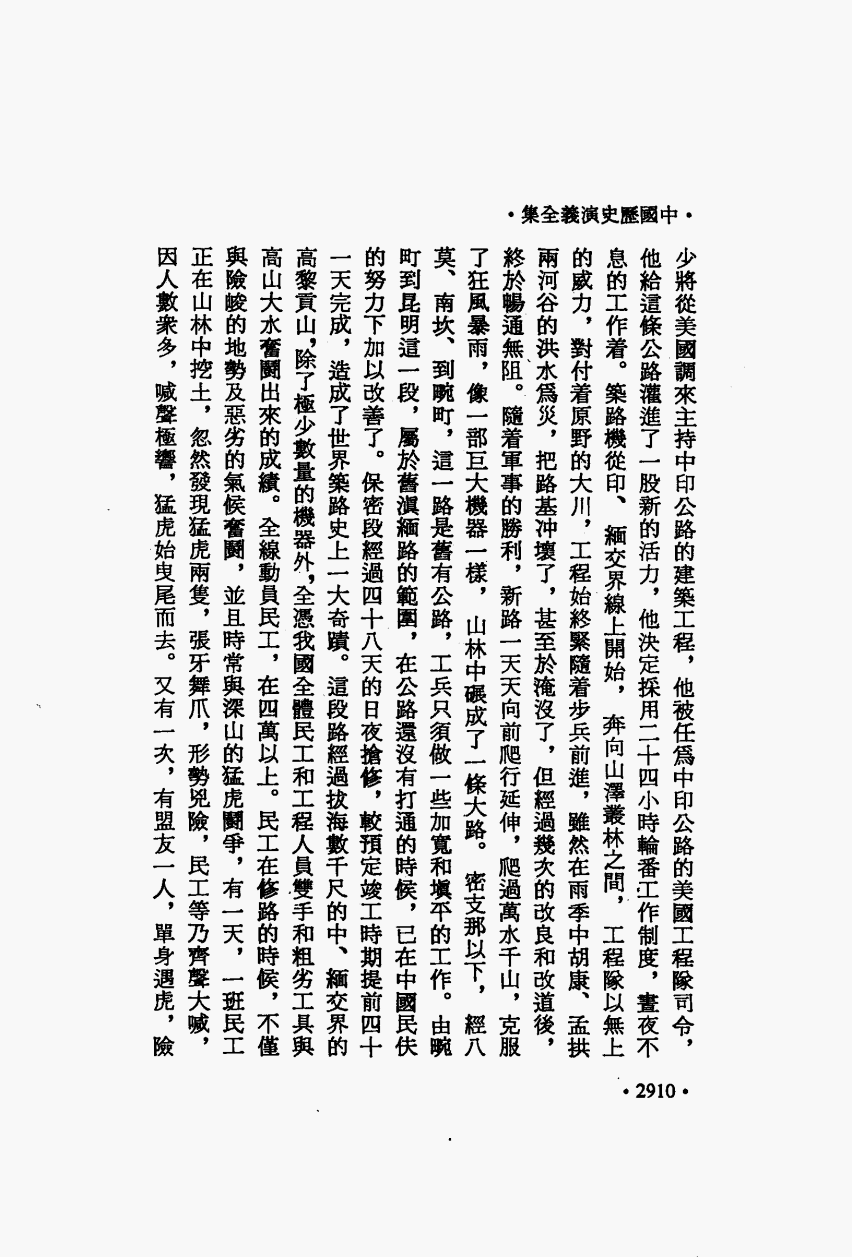 ·中國歷史演義全集·
少將從美國調來主持中印公路的建築工程，他被任爲中印公路的美國工程隊司令，
他給這條公路灌進了一股新的活力，他決定採用二十四小時輪番工作制度，晝夜不
息的工作着。築路機從印、緬交界線上開始，奔向山澤叢林之間，工程隊以無上
的威力，對付着原野的大川，工程始終緊隨着步兵前進，雖然在雨季中胡康、孟拱
兩河谷的洪水爲災，把路基冲壞了，甚至於淹沒了，但經過幾次的改良和改道後，
終於暢通無阻。隨着軍事的勝利，新路一天天向前爬行延伸，爬過萬水千山，克服
了狂風暴雨，像一部巨大機器一樣，山林中碾成了一條大路。密支那以下，經八
莫、南坎、到畹町，這一路是舊有公路，工兵只須做一些加寬和塡平的工作。由畹
町到昆明這一段，屬於舊滇緬路的範圍，在公路還沒有打通的時候，已在中國民伕
的努力下加以改善了。保密段經過四十八天的日夜搶修，較預定竣工時期提前四十
一天完成，造成了世界築路史上一大奇蹟。這段路經過拔海數千尺的中、緬交界的
高黎貢山，除了極少數量的機器外，全憑我國全體民工和工程人員雙手和粗劣工具與
高山大水奮鬬出來的成績。全線動員民工，在四萬以上。民工在修路的時候，不僅
與險峻的地勢及惡劣的氣候奮鬬，並且時常與深山的猛虎鬬爭，有一天，一班民工
正在山林中挖土，忽然發現猛虎兩隻，張牙舞爪，形勢兇險，民工等乃齊聲大喊，
因人數衆多，喊聲極響，猛虎始曳尾而去。又有一次，有盟友一人，單身遇虎，險
·2910·